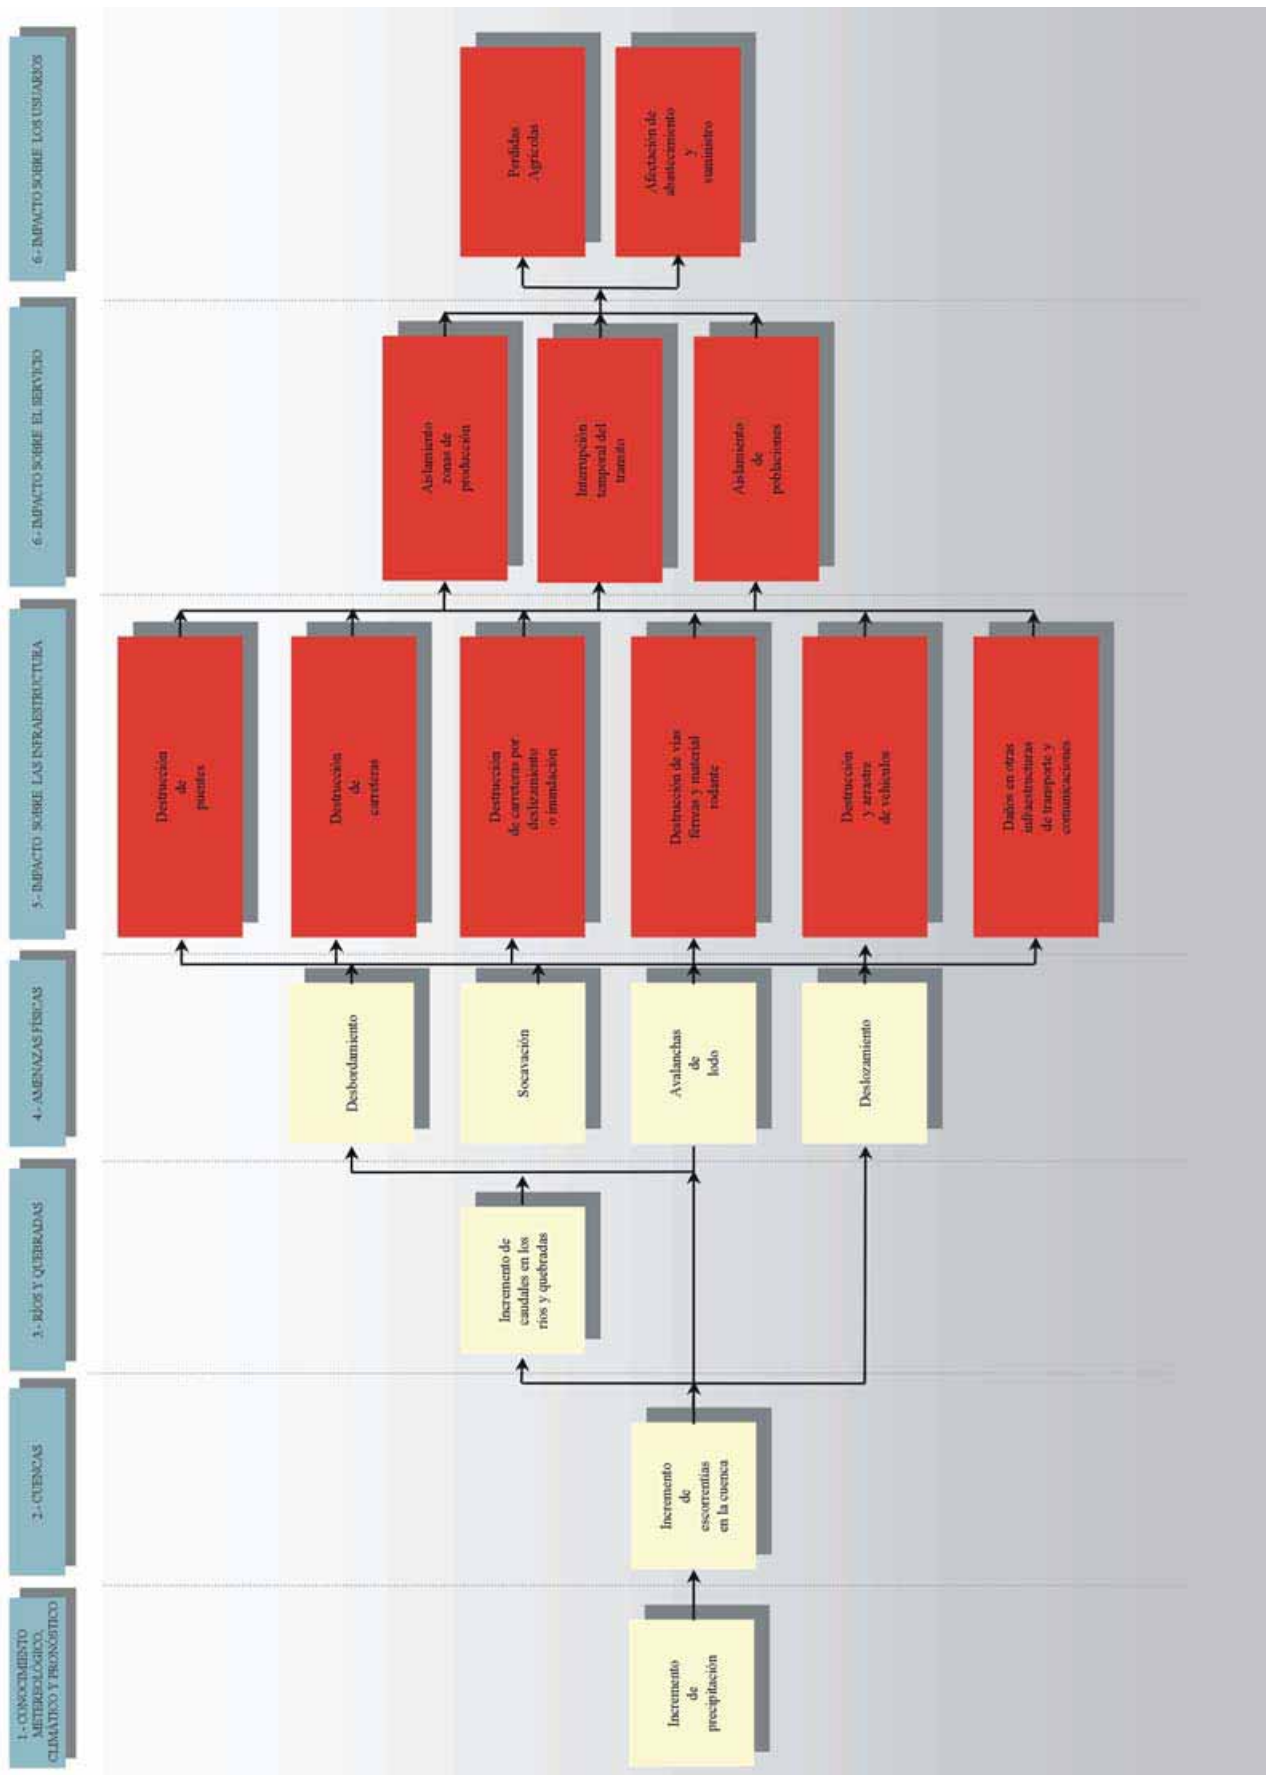 1.- CONOCIMIENTO
METEREOLÓGICO,
CLIMÁTICO Y PRONÓSTICO
2.- CUENCAS
3.- RÍOS Y QUEBRADAS
4.- AMENAZAS FÍSICAS
5.- IMPACTO SOBRE LAS INFRAESTRUCTURA
6.- IMPACTO SOBRE EL SERVICIO
6.- IMPACTO SOBRE LOS USUARIOS
Incremento
de
precipitación
Incremento
de
escorrentías
en la cuenca
Incremento de
caudales en los
ríos y quebradas
Desbordamiento
Socavación
Avalanchas
de
lodo
Deslozamiento
Destrucción
de
puentes
Destrucción
de
carreteras
Destrucción
de carreteras por
deslizamiento
o inundación
Destrucción de vías
férreas y material
rodante
Destrucción
y arrastre
de vehículos
Daños en otras
infraestructuras
de transporte y
comunicaciones
Aislamiento
zonas de
producción
Interrupción
temporal del
transito
Aislamiento
de
poblaciones
Perdidas
Agrícolas
Afectación de
abastecimiento
y
suministro